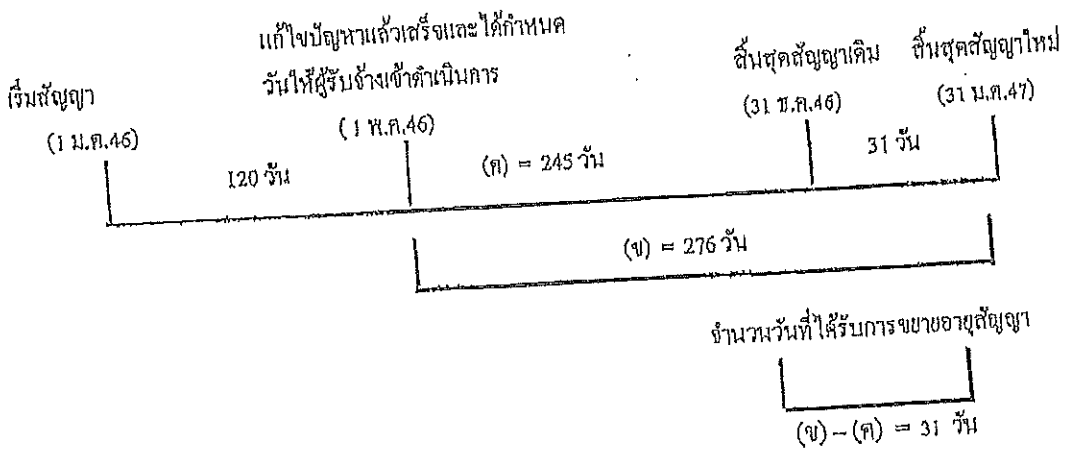 แก้ไขปัญหาแล้วเสร็จและได้กำหนด
วันให้ผู้รับจ้างเข้าดำเนินการ
เริ่มสัญญา
(1 ม.ค.46)
(1 พ.ค.46)
สิ้นสุดสัญญาเดิม
(31 ธ.ค.46)
สิ้นสุดสัญญาใหม่
(31 ม.ค.47)
120 วัน
(ค) = 245 วัน
31 วัน
(ข) = 276 วัน
จำนวนวันที่ได้รับการขยายอายุสัญญา
(ข) – (ค) = 31 วัน